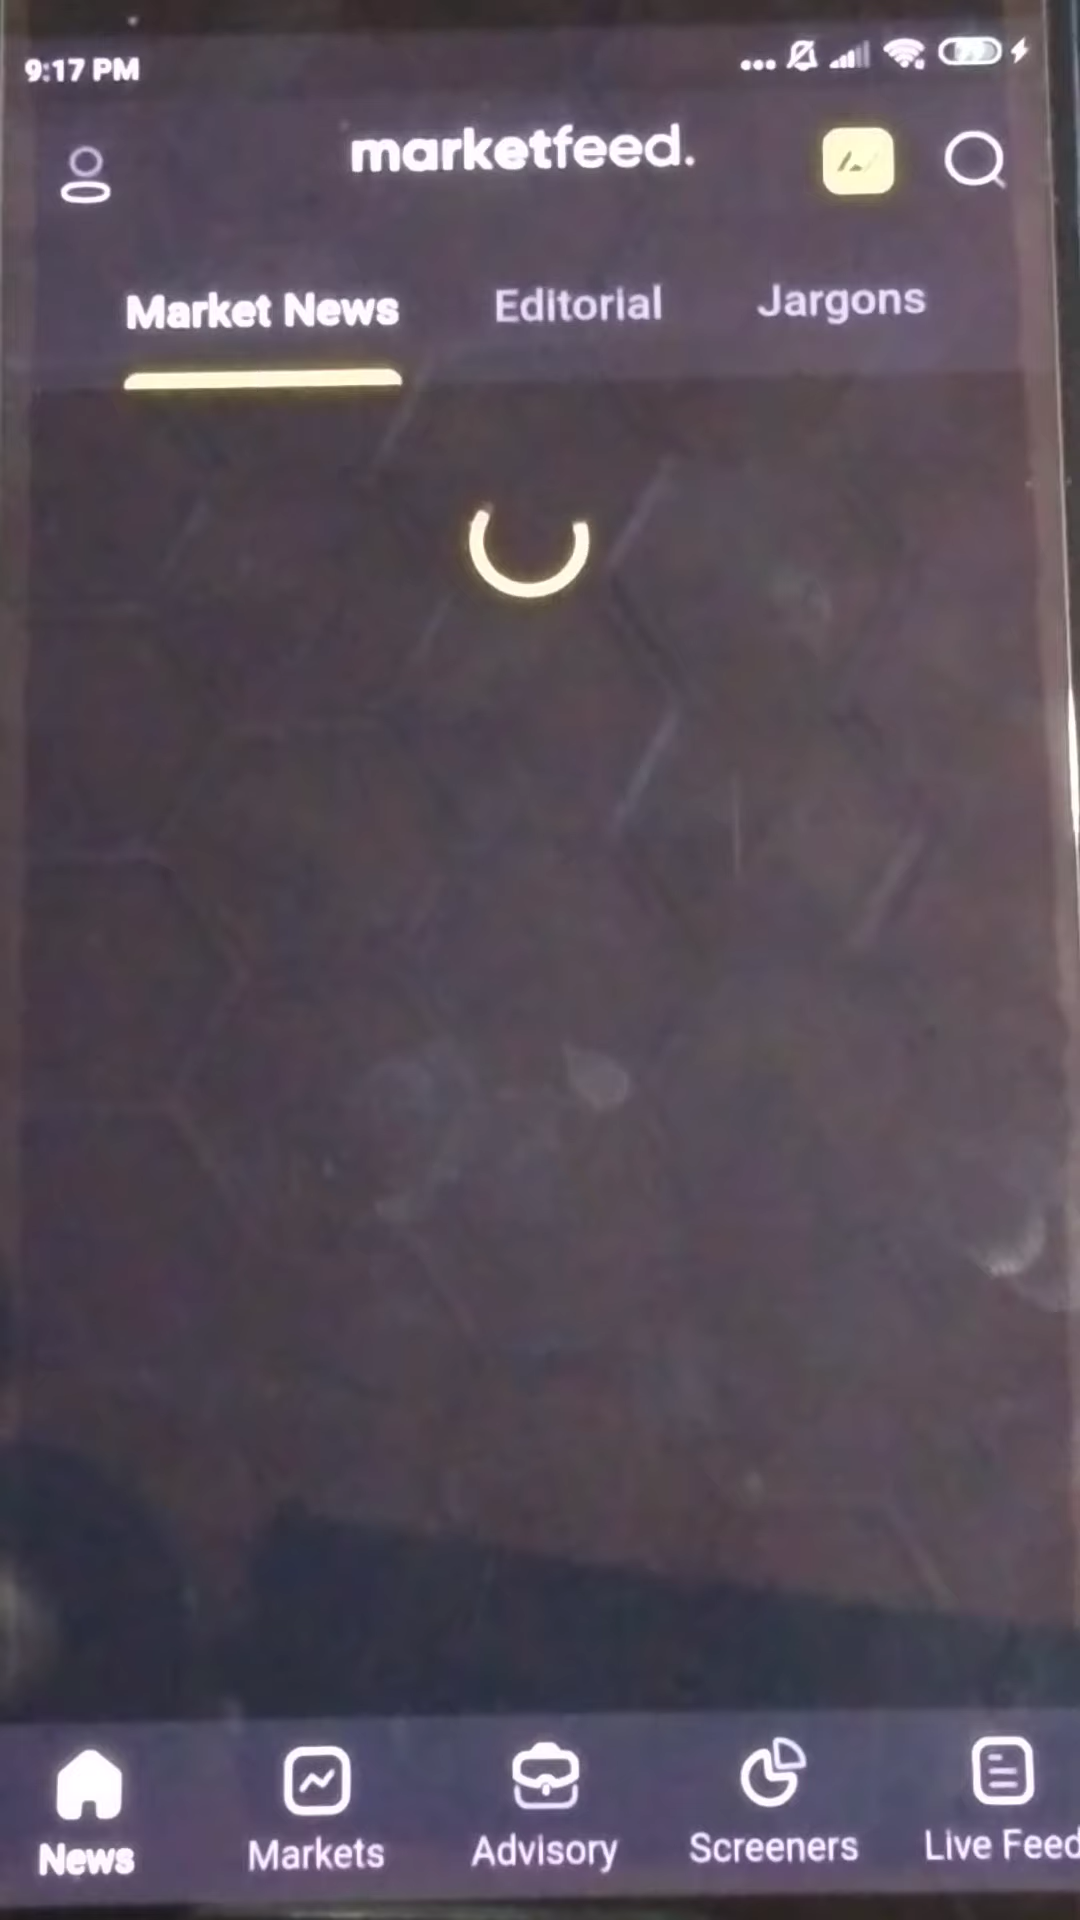 9:17 PM
marketfeed.
Market News
Editorial
Jargons
News
Markets
Advisory
Screeners
Live Feed